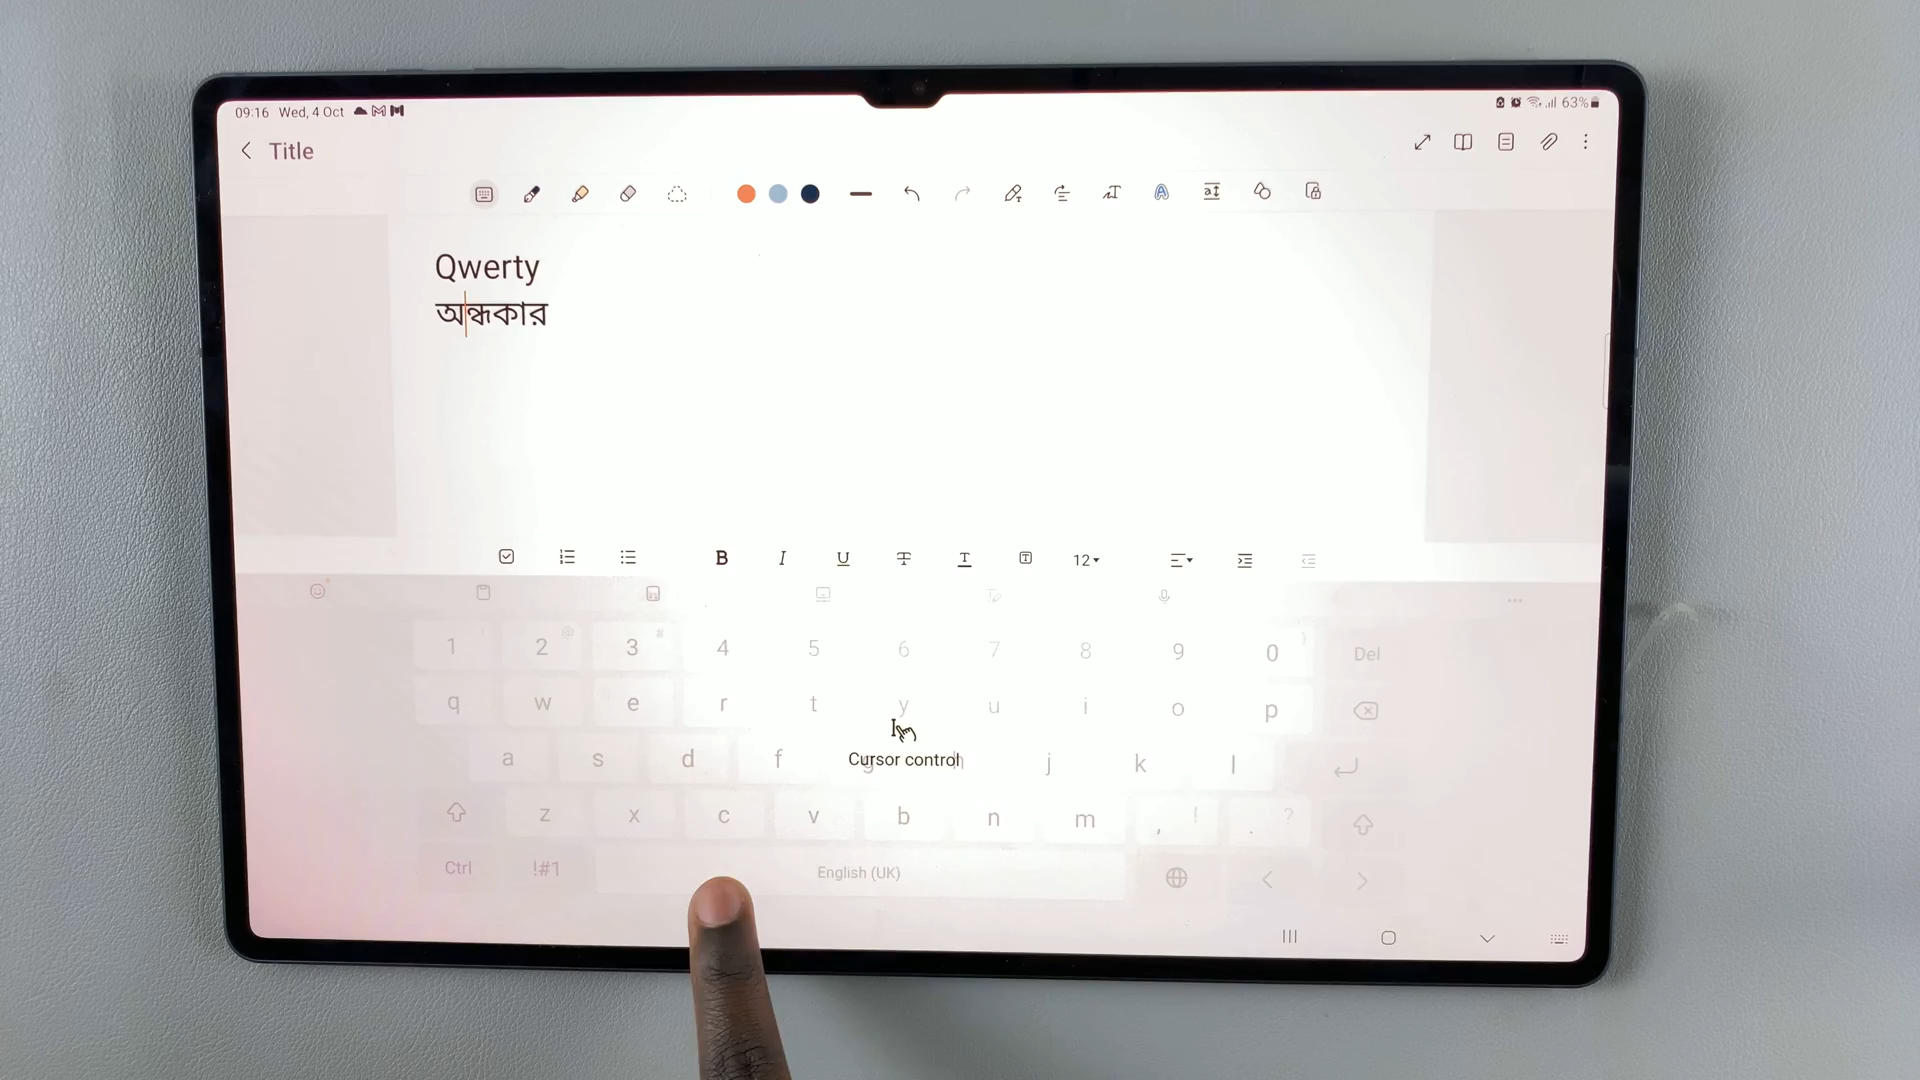 09:16 Wed, 4 Oct
63%
Title
Qwerty
অন্ধকার
B I U T T T 12
1 ! 2 @ 3 # 4 5 6 7 8 9 0 ) Del
q w e r t y u i o p
Cursor control
a s d f g h j k l
z x c v b n m , ! . ?
Ctrl !#1 English (UK)